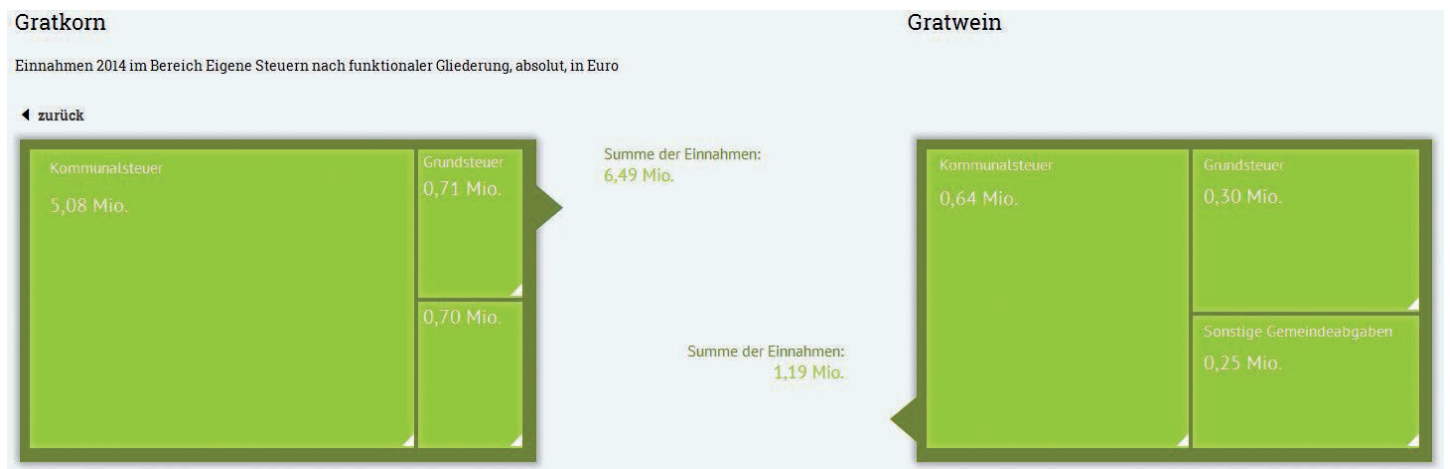 Gratkorn
Gratwein
Einnahmen 2014 im Bereich Eigene Steuern nach funktionaler Gliederung, absolut, in Euro
zurück
Kommunalsteuer
5,08 Mio.
Grundsteuer
0,71 Mio.
0,70 Mio.
Summe der Einnahmen:
6,49 Mio.
Summe der Einnahmen:
1,19 Mio.
Kommunalsteuer
0,64 Mio.
Grundsteuer
0,30 Mio.
Sonstige Gemeindeabgaben
0,25 Mio.